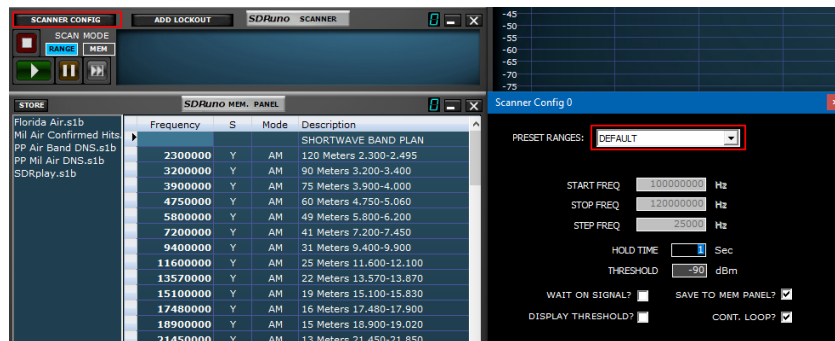 SCANNER CONFIG
ADD LOCKOUT
SDRuno SCANNER
0
SCAN MODE
RANGE MEM
-45
-50
-55
-60
-65
-70
-75
STORE
SDRuno MEM. PANEL
0
Florida Air.s1b
Mil Air Confirmed Hits.
PP Air Band DNS.s1b
PP Mil Air DNS.s1b
SDRplay.s1b
Frequency S Mode Description
SHORTWAVE BAND PLAN
2300000 Y AM 120 Meters 2.300-2.495
3200000 Y AM 90 Meters 3.200-3.400
3900000 Y AM 75 Meters 3.900-4.000
4750000 Y AM 60 Meters 4.750-5.060
5800000 Y AM 49 Meters 5.800-6.200
7200000 Y AM 41 Meters 7.200-7.450
9400000 Y AM 31 Meters 9.400-9.900
11600000 Y AM 25 Meters 11.600-12.100
13570000 Y AM 22 Meters 13.570-13.870
15100000 Y AM 19 Meters 15.100-15.830
17480000 Y AM 16 Meters 17.480-17.900
18900000 Y AM 15 Meters 18.900-19.020
21450000 Y AM 13 Meters 21.450-21.850
Scanner Config 0
PRESET RANGES: DEFAULT
START FREQ 100000000 Hz
STOP FREQ 120000000 Hz
STEP FREQ 25000 Hz
HOLD TIME 1 Sec
THRESHOLD -90 dBm
WAIT ON SIGNAL? SAVE TO MEM PANEL?
DISPLAY THRESHOLD? CONT. LOOP?